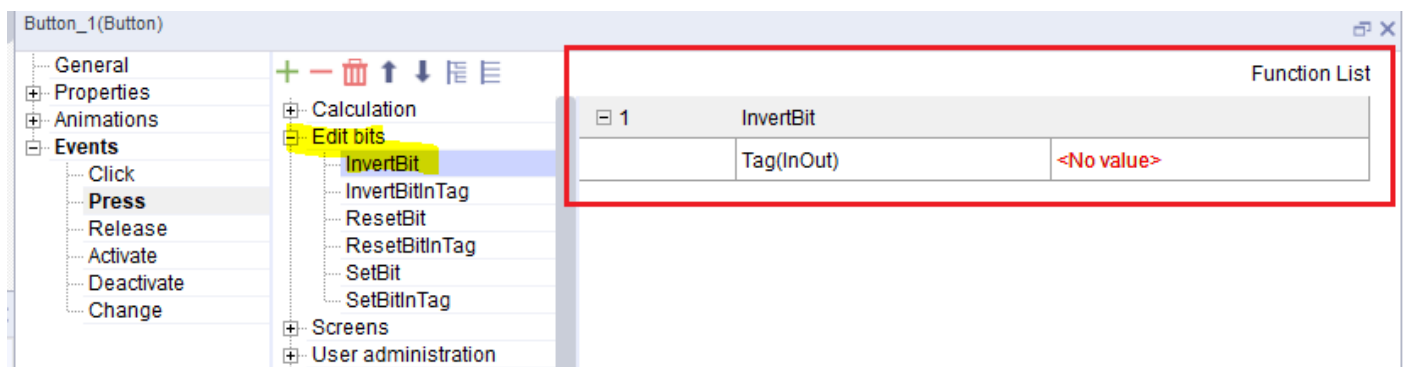 Button_1(Button)
General
Properties
Animations
Events
Click
Press
Release
Activate
Deactivate
Change
Calculation
Edit bits
InvertBit
InvertBitInTag
ResetBit
ResetBitInTag
SetBit
SetBitInTag
Screens
User administration
Function List
1 InvertBit
Tag(InOut) <No value>